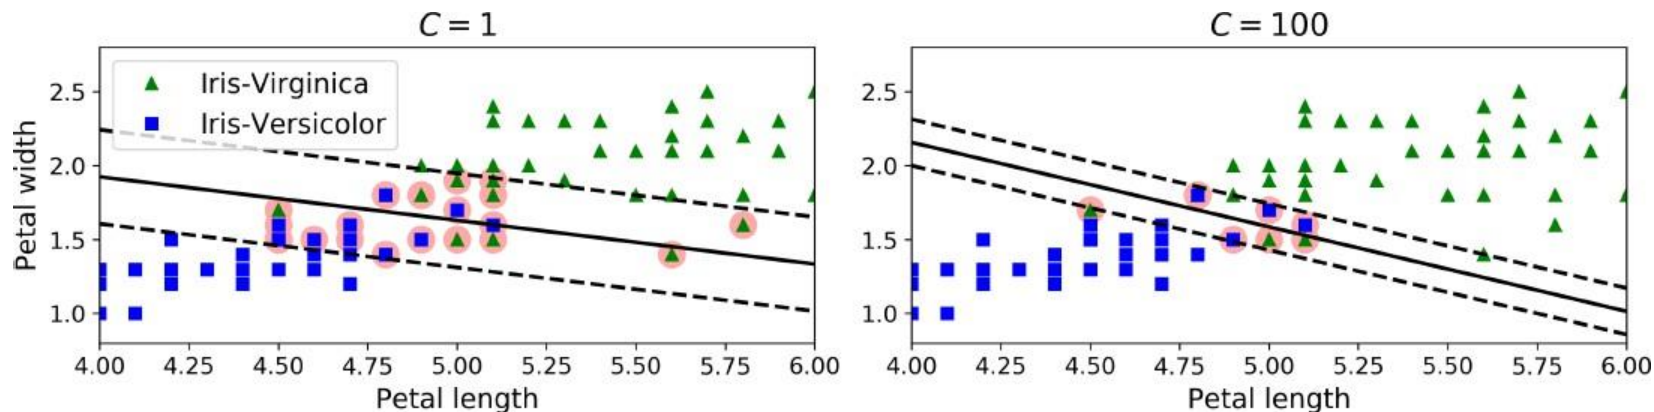 C = 1
C = 100
Iris-Virginica
Iris-Versicolor
Petal width
2.5
2.0
1.5
1.0
2.5
2.0
1.5
1.0
4.00 4.25 4.50 4.75 5.00 5.25 5.50 5.75 6.00
4.00 4.25 4.50 4.75 5.00 5.25 5.50 5.75 6.00
Petal length
Petal length